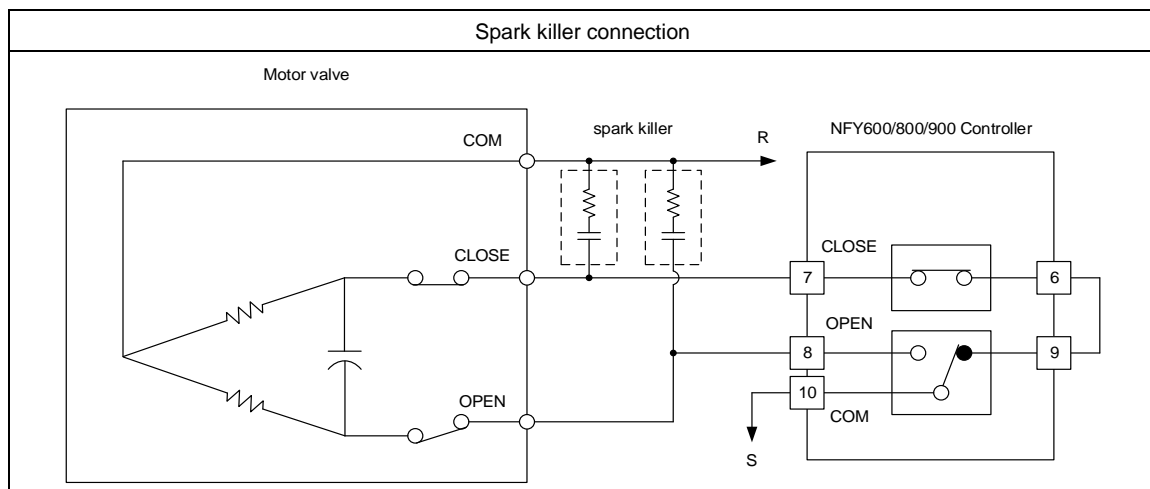 Spark killer connection
Motor valve
COM
spark killer
R
NFY600/800/900 Controller
CLOSE
CLOSE
7
6
OPEN
8
9
10
OPEN
COM
S